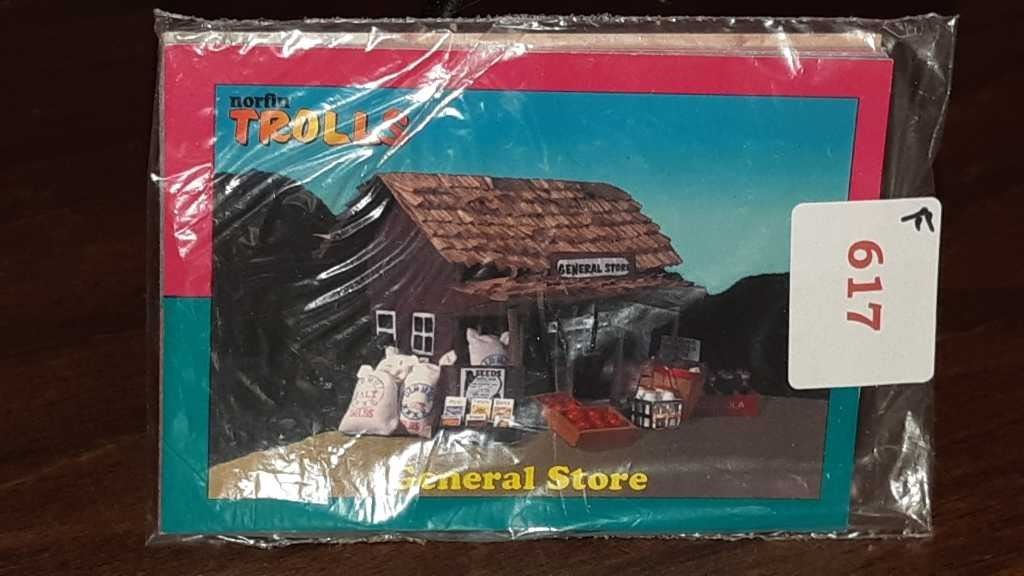 norfin
TROLLS
GENERAL STORE
SEEDS
General Store
F
617